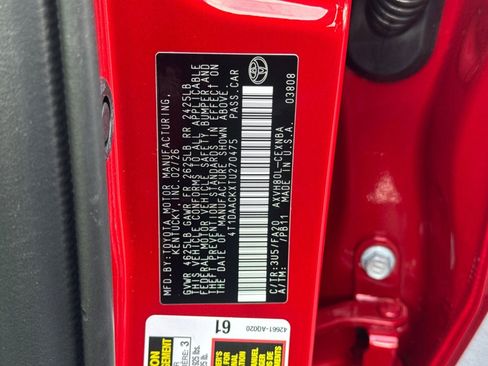 MFD.BY:TOYOTA MOTOR MANUFACTURING,
KENTUCKY, INC. 02/26
GVWR 4625LB GAWR FR 2625LB RR 2425LB
THIS VEHICLE CONFORMS TO ALL APPLICABLE
FEDERAL MOTOR VEHICLE SAFETY, BUMPER, AND
THEFT PREVENTION STANDARDS IN EFFECT ON
THE DATE OF MANUFACTURE SHOWN ABOVE.
4T1DAACKXTU270475 PASS.CAR
C/TR:3U5/FA20 AXVH80L-CEXNBA
A/TM: /PB11 MADE IN U.S.A.
03808
61
42661-A0020